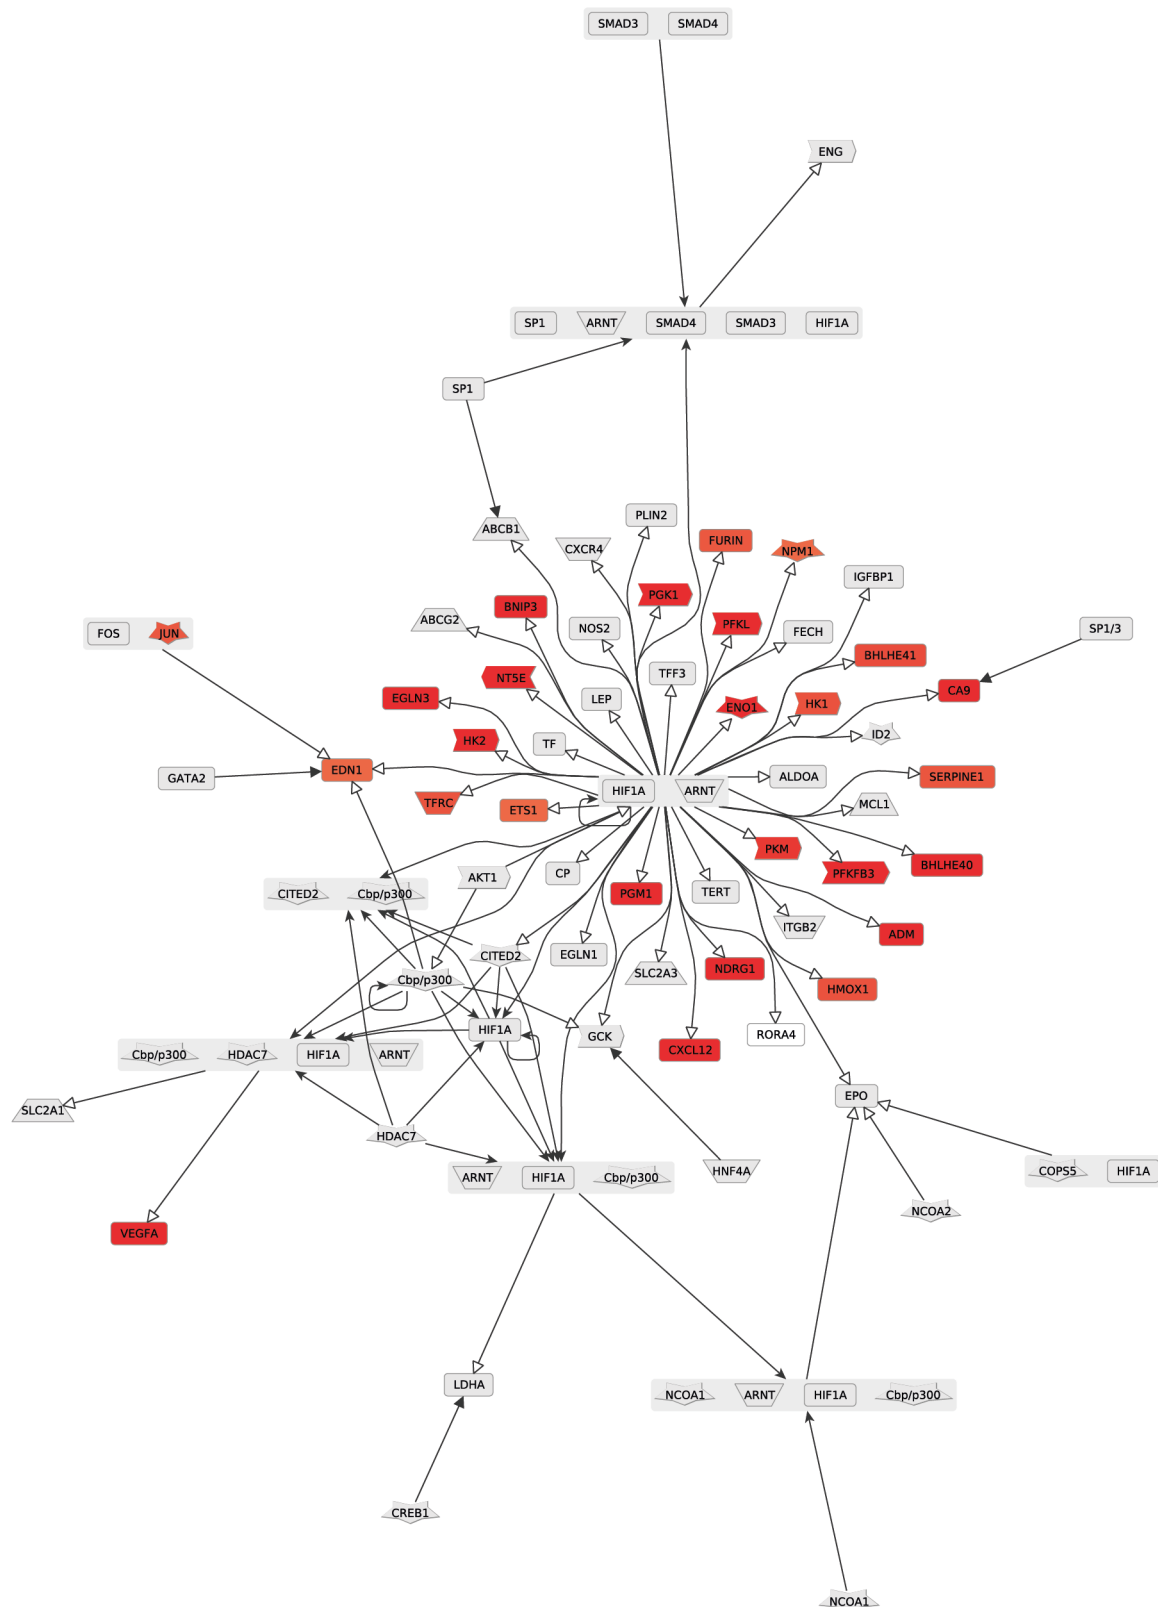 SMAD3 SMAD4
ENG
SP1 ARNT SMAD4 SMAD3 HIF1A
SP1
PLIN2
ABCB1
FURIN
CXCR4
NPM1
IGFBP1
PGK1
BNIP3
ABCG2
PFKL
NOS2
FECH
SP1/3
FOS JUN
BHLHE41
TFF3
NT5E
CA9
EGLN3
LEP
HK1
ENO1
ID2
HK2
TF
EDN1
GATA2
ALDOA
SERPINE1
HIF1A ARNT
TFRC
MCL1
ETS1
PKM
BHLHE40
CP
PFKFB3
AKT1
TERT
PGM1
CITED2 Cbp/p300
ITGB2
ADM
CITED2
EGLN1
NDRG1
SLC2A3
Cbp/p300
HMOX1
HIF1A
RORA4
GCK
CXCL12
Cbp/p300 HDAC7 HIF1A ARNT
EPO
SLC2A1
HDAC7
HNF4A
COPS5 HIF1A
ARNT HIF1A Cbp/p300
NCOA2
VEGFA
LDHA
NCOA1 ARNT HIF1A Cbp/p300
CREB1
NCOA1